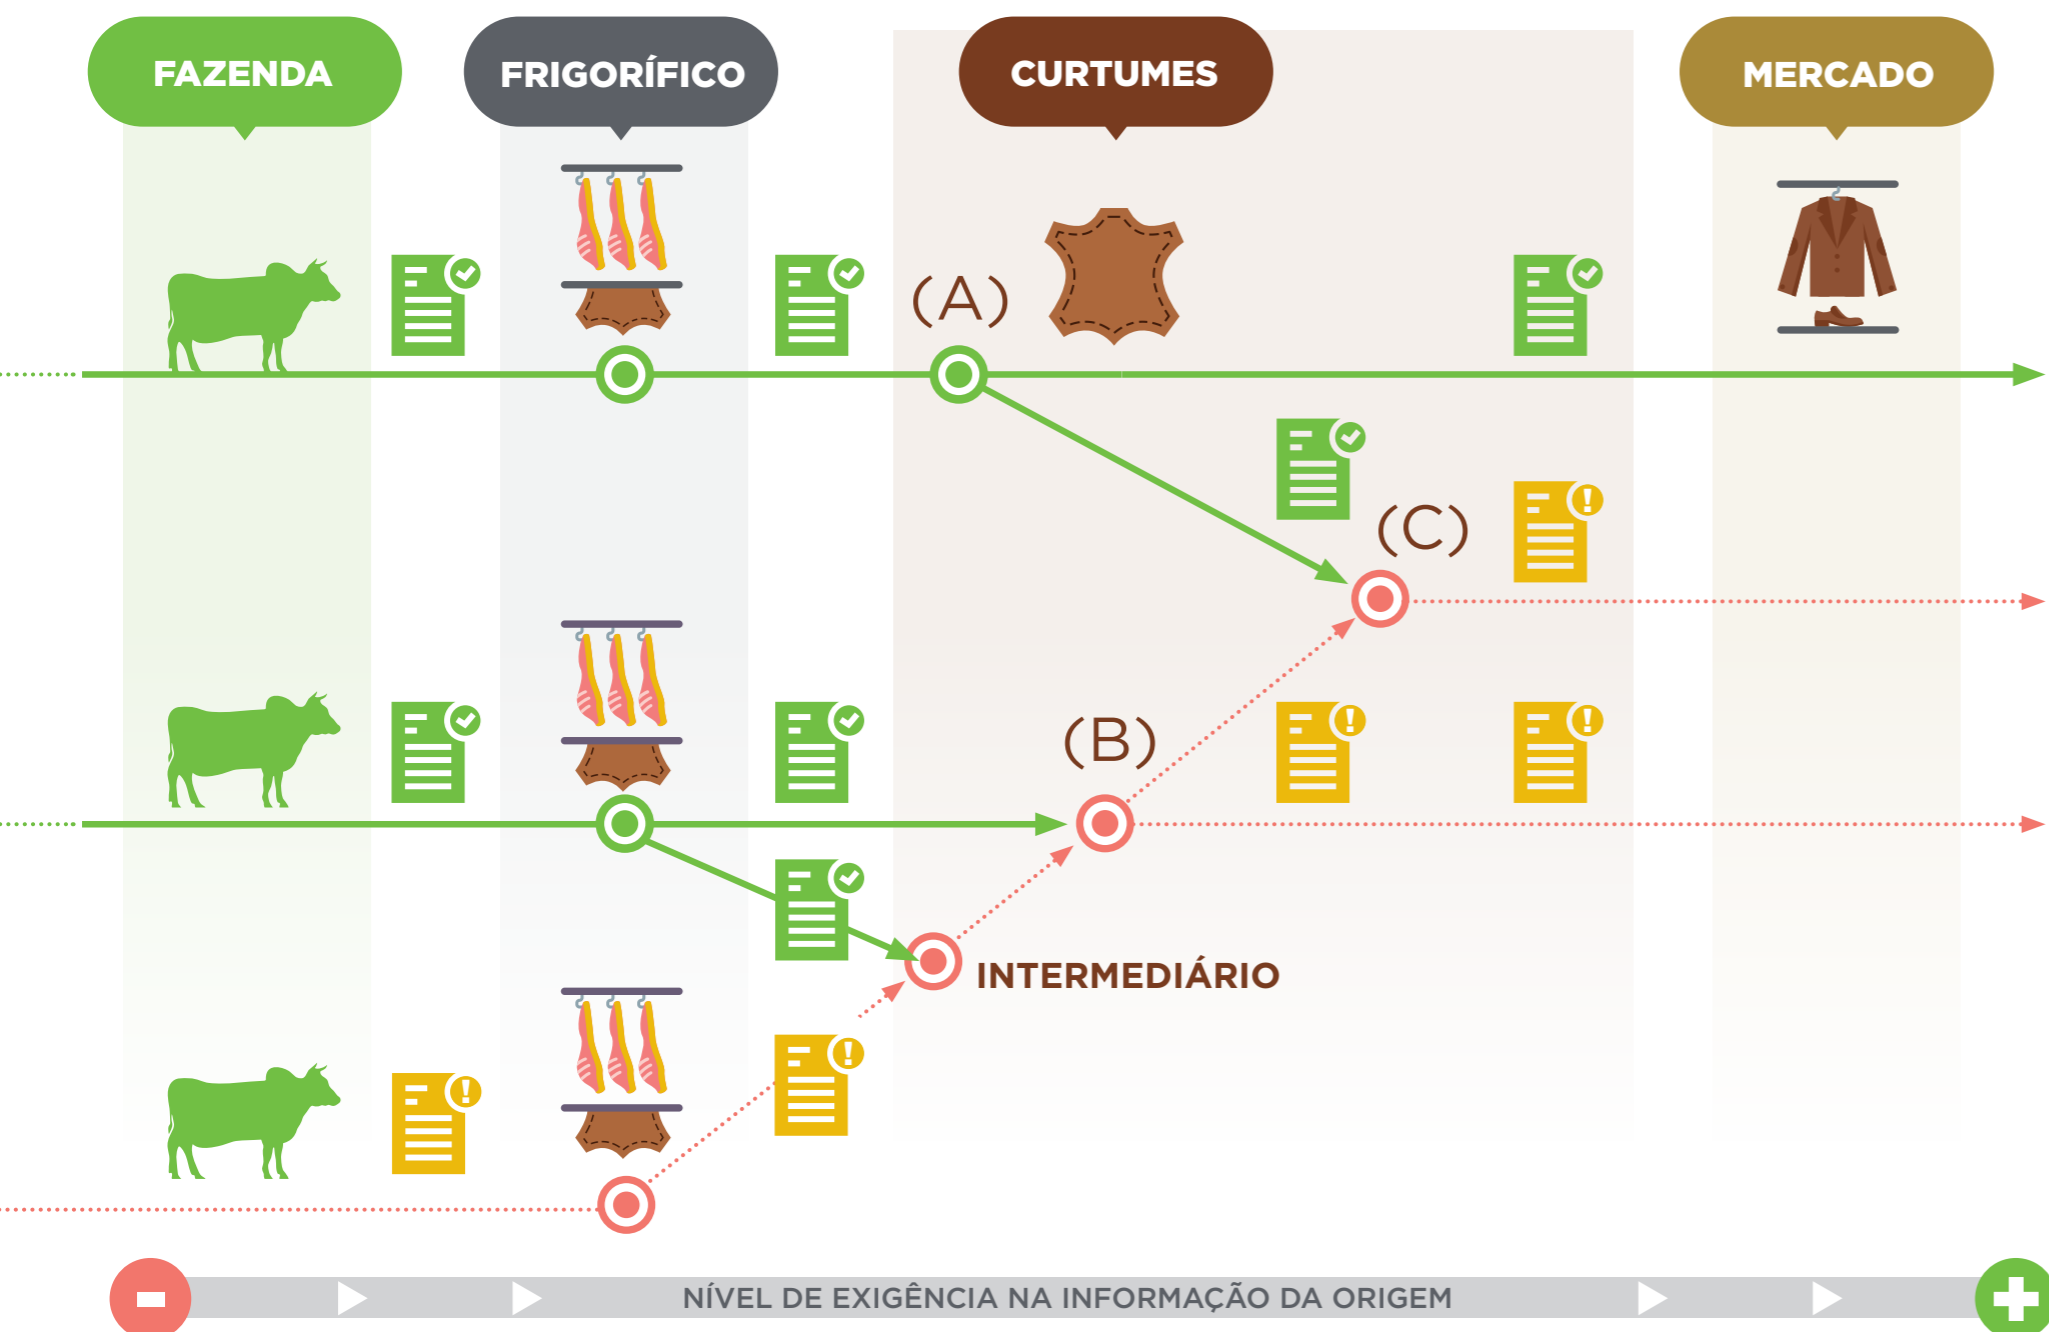 FAZENDA
FRIGORÍFICO
CURTUMES
MERCADO
(A)
(C)
(B)
INTERMEDIÁRIO
NÍVEL DE EXIGÊNCIA NA INFORMAÇÃO DA ORIGEM